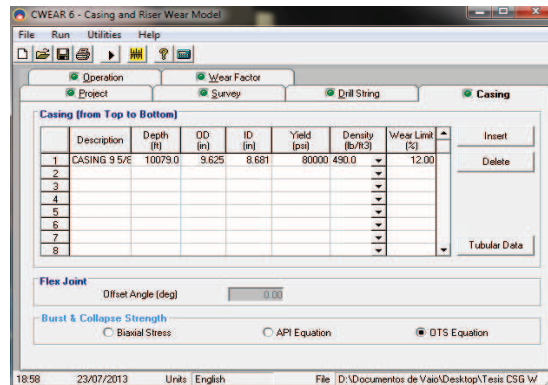 CWEAR 6 - Casing and Riser Wear Model
File Run Utilities Help
Operation Wear Factor
Project Survey Drill String Casing
Casing (from Top to Bottom)
Description Depth (ft) OD (in) ID (in) Yield (psi) Density (lb/ft3) Wear Limit (%)
1 CASING 9 5/8 10079.0 9.625 8.681 80000 490.0 12.00
2
3
4
5
6
7
8
Insert
Delete
Tubular Data
Flex Joint
Offset Angle (deg) 0.00
Burst & Collapse Strength
Biaxial Stress API Equation OTS Equation
18:58 23/07/2013 Units English File D:\Documentos de Vaio\Desktop\Tesis CSG W